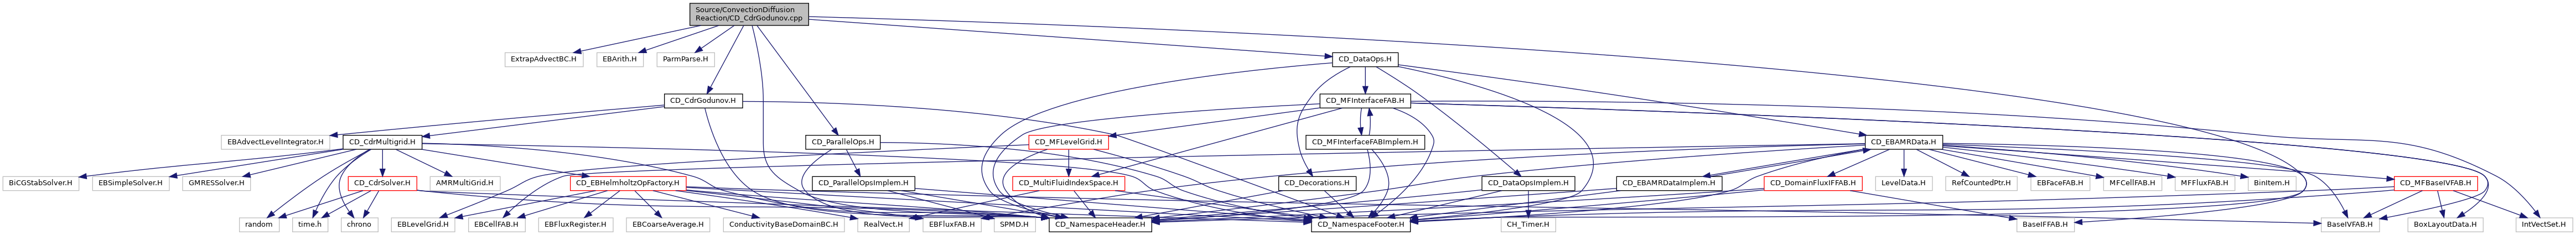 Source/ConvectionDiffusion
Reaction/CD_CdrGodunov.cpp
ExtrapAdvectBC.H
EBArith.H
ParmParse.H
CD_DataOps.H
CD_CdrGodunov.H
CD_MFInterfaceFAB.H
EBAdvectLevelIntegrator.H
CD_CdrMultigrid.H
CD_ParallelOps.H
CD_MFLevelGrid.H
CD_MFInterfaceFABImplem.H
CD_EBAMRData.H
BiCGStabSolver.H
EBSimpleSolver.H
GMRESSolver.H
CD_CdrSolver.H
AMRMultiGrid.H
CD_EBHelmholtzOpFactory.H
CD_ParallelOpsImplem.H
CD_MultiFluidIndexSpace.H
CD_Decorations.H
CD_DataOpsImplem.H
CD_EBAMRDataImplem.H
CD_DomainFluxIFFAB.H
LevelData.H
RefCountedPtr.H
EBFaceFAB.H
MFCellFAB.H
MFFluxFAB.H
BinItem.H
CD_MFBaseIVFAB.H
random
time.h
chrono
EBLevelGrid.H
EBCellFAB.H
EBFluxRegister.H
EBCoarseAverage.H
ConductivityBaseDomainBC.H
RealVect.H
EBFluxFAB.H
SPMD.H
CD_NamespaceHeader.H
CD_NamespaceFooter.H
CH_Timer.H
BaseIFFAB.H
BaseIVFAB.H
BoxLayoutData.H
IntVectSet.H